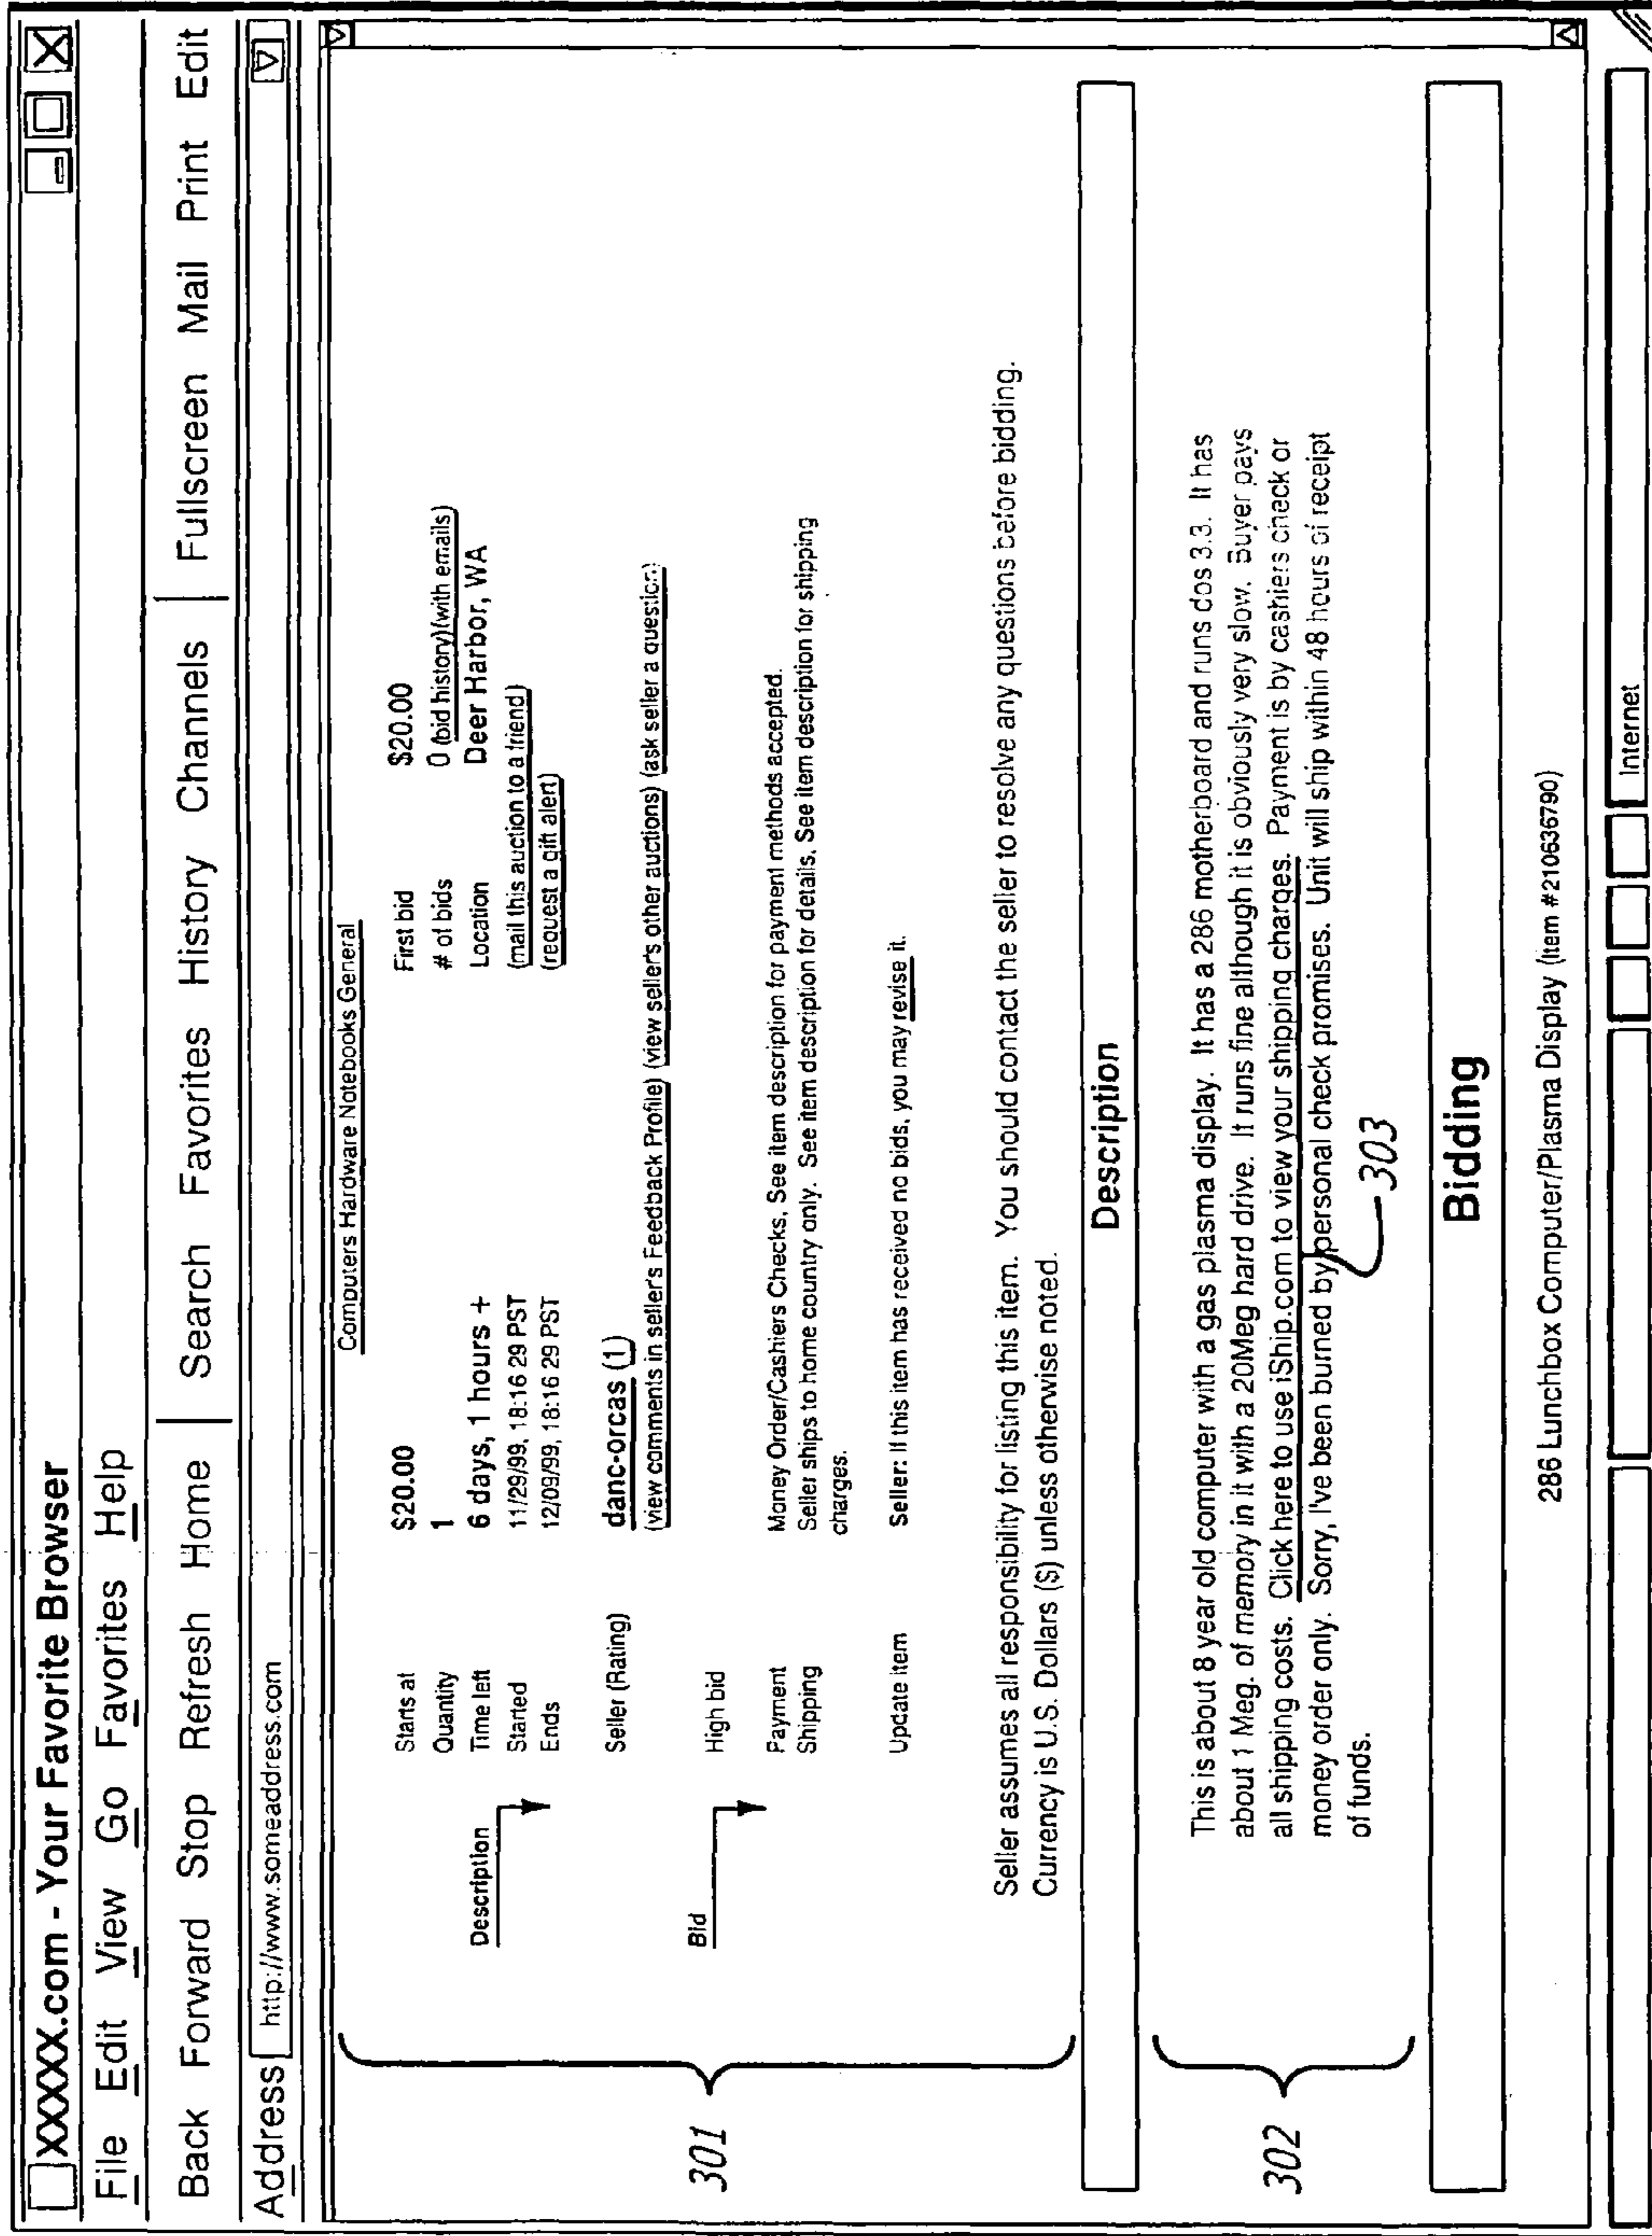 XXXXX.com - Your Favorite Browser
File Edit View Go Favorites Help
Back Forward Stop Refresh Home Search Favorites History Channels Fullscreen Mail Print Edit
Address http://www.someaddress.com
Computers Hardware Notebooks General
Starts at $20.00 First bid $20.00
Quantity 1 # of bids 0 (bid history)(with emails)
Description Time left 6 days, 1 hours + Location Deer Harbor, WA
Started 11/29/99, 18:16 29 PST (mail this auction to a friend)
Ends 12/09/99, 18:16 29 PST (request a gift alert)
Seller (Rating) danc-orcas (1)
(view comments in seller's Feedback Profile) (view seller's other auctions) (ask seller a question)
301
Bid High bid
Payment Money Order/Cashiers Checks, See item description for payment methods accepted.
Shipping Seller ships to home country only. See item description for details, See item description for shipping
charges.
Update item Seller: If this item has received no bids, you may revise it.
Seller assumes all responsibility for listing this item. You should contact the seller to resolve any questions before bidding.
Currency is U.S. Dollars ($) unless otherwise noted.
Description
This is about 8 year old computer with a gas plasma display. It has a 286 motherboard and runs dos 3.3. It has
about 1 Meg. of memory in it with a 20Meg hard drive. It runs fine although it is obviously very slow. Buyer pays
302 all shipping costs. Click here to use iShip.com to view your shipping charges. Payment is by cashiers check or
money order only. Sorry, I've been burned by personal check promises. Unit will ship within 48 hours of receipt
of funds.
303
Bidding
286 Lunchbox Computer/Plasma Display (Item #210636790)
Internet